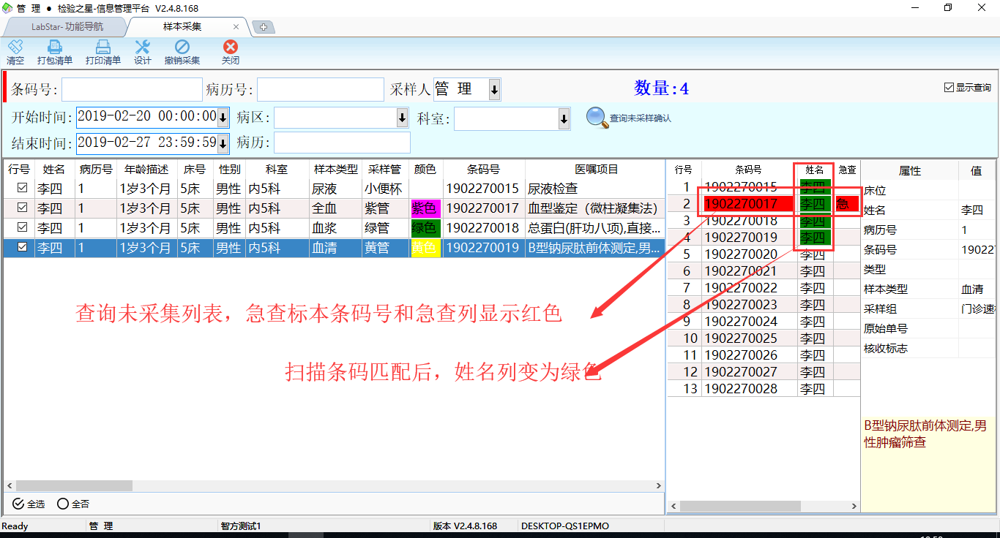 管 理 ● 检验之星-信息管理平台 V2.4.8.168
LabStar- 功能导航 样本采集
清空 打包清单 打印清单 设计 撤销采集 关闭
条码号: 病历号: 采样人 管 理 数量:4 显示查询
开始时间: 2019-02-20 00:00:00 病区: 科室: 查询未采样确认
结束时间: 2019-02-27 23:59:59 病历:
行号 姓名 病历号 年龄描述 床号 性别 科室 样本类型 采样管 颜色 条码号 医嘱项目
李四 1 1岁3个月 5床 男性 内5科 尿液 小便杯 1902270015 尿液检查
李四 1 1岁3个月 5床 男性 内5科 全血 紫管 紫色 1902270017 血型鉴定（微柱凝集法）
李四 1 1岁3个月 5床 男性 内5科 血浆 绿管 绿色 1902270018 总蛋白(肝功八项),直接...
李四 1 1岁3个月 5床 男性 内5科 血清 黄管 黄色 1902270019 B型钠尿肽前体测定,男...
查询未采集列表，急查标本条码号和急查列显示红色
扫描条码匹配后，姓名列变为绿色
全选 全否
行号 条码号 姓名 急查
1 1902270015 李四
2 1902270017 李四 急
3 1902270018 李四
4 1902270019 李四
5 1902270020 李四
6 1902270021 李四
7 1902270022 李四
8 1902270023 李四
9 1902270024 李四
10 1902270025 李四
11 1902270026 李四
12 1902270027 李四
13 1902270028 李四
属性 值
床位
姓名 李四
病历号 1
条码号 19022
类型
样本类型 血清
采样组 门诊速
原始单号
核收标志
B型钠尿肽前体测定,男
性肿瘤筛查
Ready 管 理 智方测试1 版本 V2.4.8.168 DESKTOP-QS1EPMO